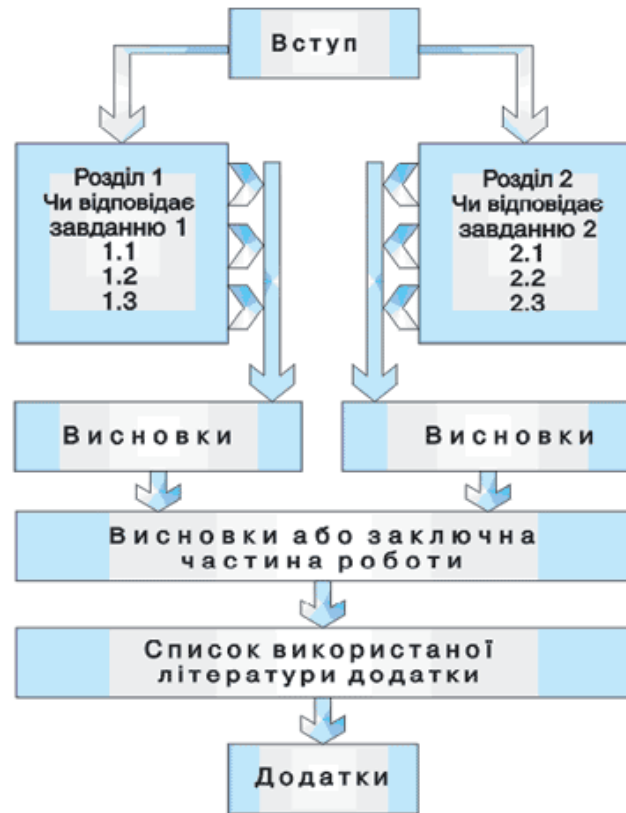 Вступ
Розділ 1
Чи відповідає
завданню 1
1.1
1.2
1.3
Розділ 2
Чи відповідає
завданню 2
2.1
2.2
2.3
Висновки
Висновки
Висновки або заключна
частина роботи
Список використаної
літератури додатки
Додатки